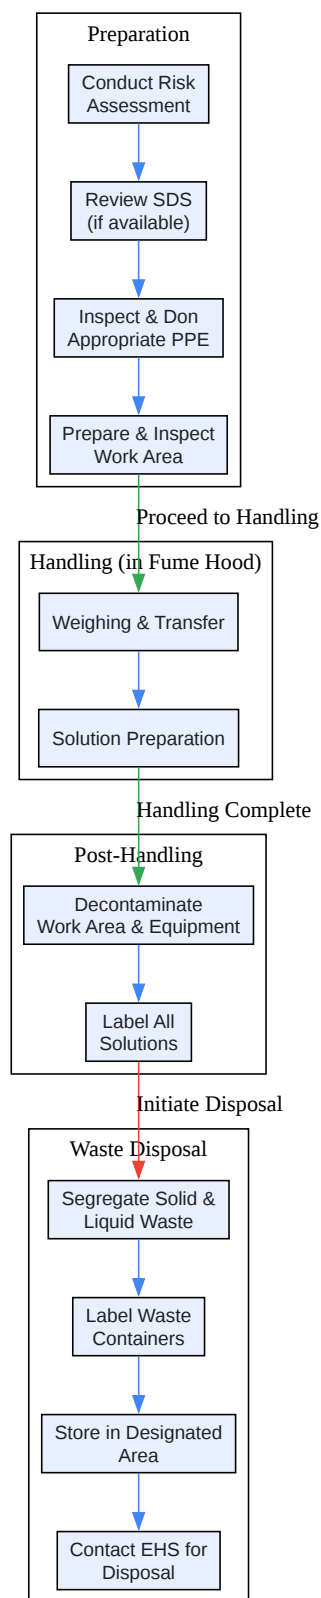 Preparation
Conduct Risk
Assessment
Review SDS
(if available)
Inspect & Don
Appropriate PPE
Prepare & Inspect
Work Area
Proceed to Handling
Handling (in Fume Hood)
Weighing & Transfer
Solution Preparation
Handling Complete
Post-Handling
Decontaminate
Work Area & Equipment
Label All
Solutions
Initiate Disposal
Waste Disposal
Segregate Solid &
Liquid Waste
Label Waste
Containers
Store in Designated
Area
Contact EHS for
Disposal